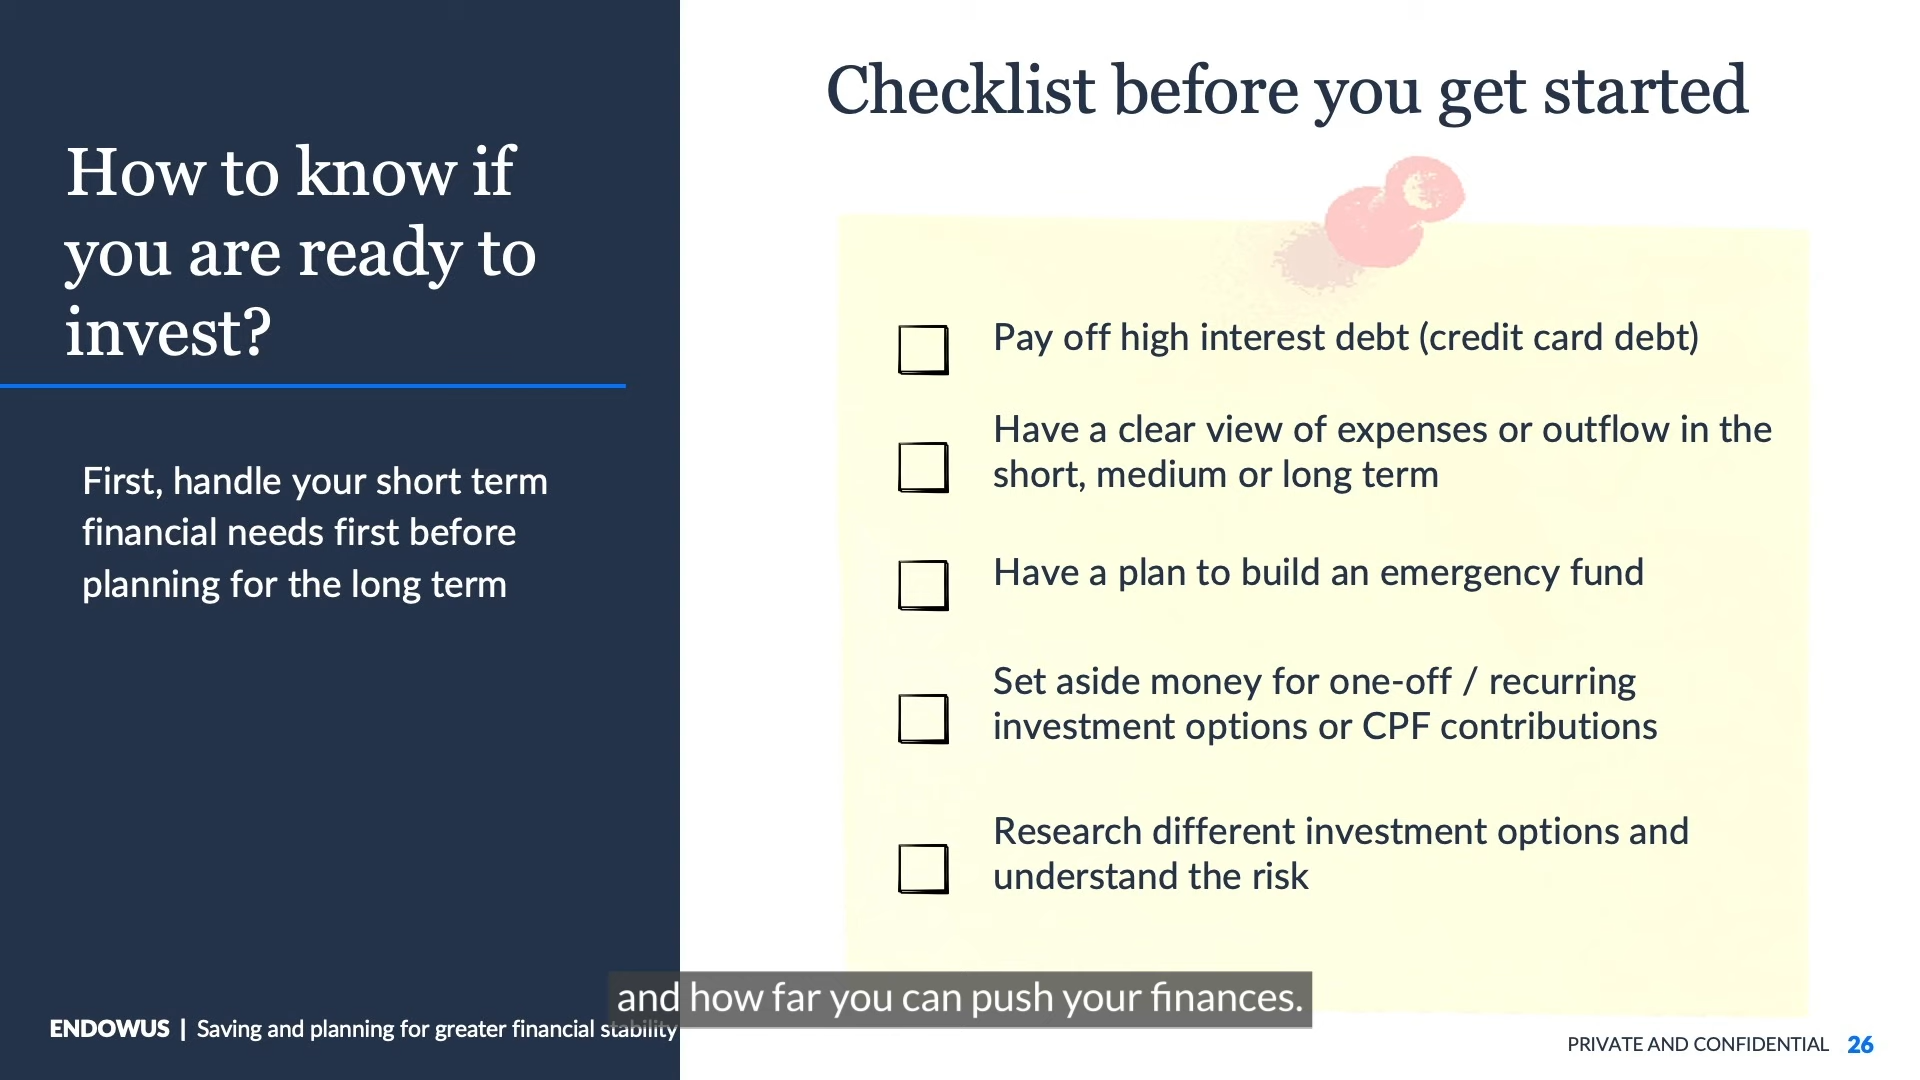 How to know if
you are ready to
invest?
First, handle your short term
financial needs first before
planning for the long term
Checklist before you get started
Pay off high interest debt (credit card debt)
Have a clear view of expenses or outflow in the
short, medium or long term
Have a plan to build an emergency fund
Set aside money for one-off / recurring
investment options or CPF contributions
Research different investment options and
understand the risk
and how far you can push your finances.
ENDOWUS | Saving and planning for greater financial stability
PRIVATE AND CONFIDENTIAL 26